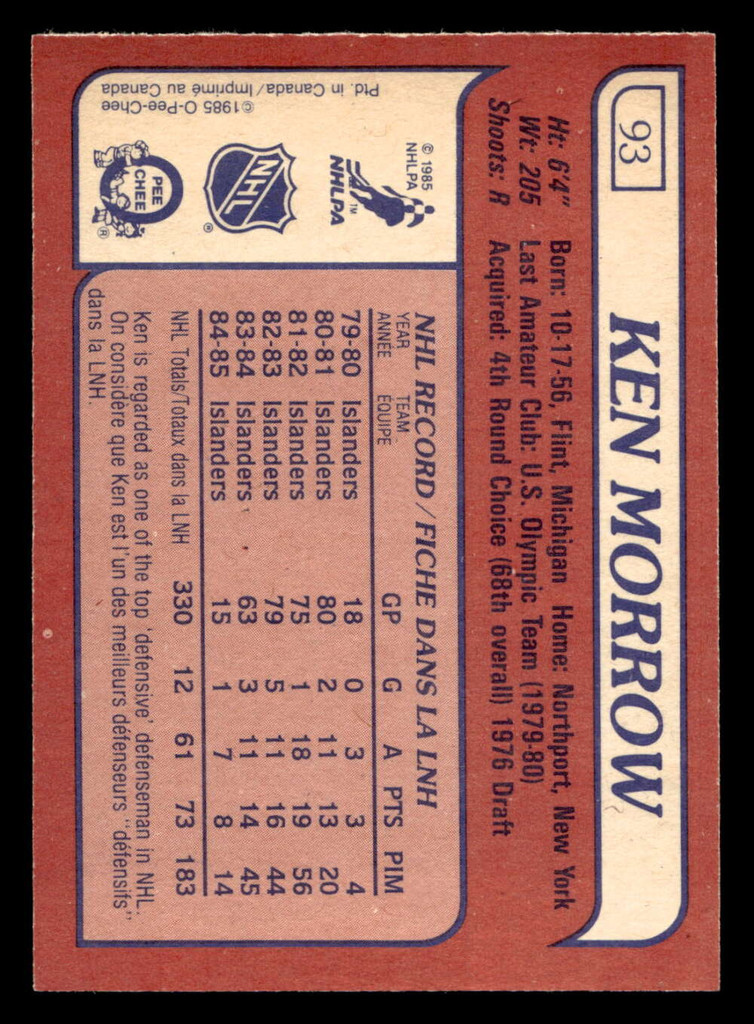 93
KEN MORROW
Ht: 6'4" Born: 10-17-56, Flint, Michigan Home: Northport, New York
Wt: 205 Last Amateur Club: U.S. Olympic Team (1979-80)
Shoots: R Acquired: 4th Round Choice (68th overall) 1976 Draft
© 1985
NHLPA
NHLPA
TM
NHL
®
PEE
CHEE
®
©1985 O-Pee-Chee
Ptd. in Canada/Imprimé au Canada
NHL RECORD/FICHE DANS LA LNH
YEAR TEAM GP G A PTS PIM
ANNÉE ÉQUIPE
79-80 Islanders 18 0 3 3 4
80-81 Islanders 80 2 11 13 20
81-82 Islanders 75 1 18 19 56
82-83 Islanders 79 5 11 16 44
83-84 Islanders 63 3 11 14 45
84-85 Islanders 15 1 7 8 14
NHL Totals/Totaux dans la LNH 330 12 61 73 183
Ken is regarded as one of the top 'defensive' defenseman in NHL.
On considère que Ken est l'un des meilleurs défenseurs "défensifs"
dans la LNH.